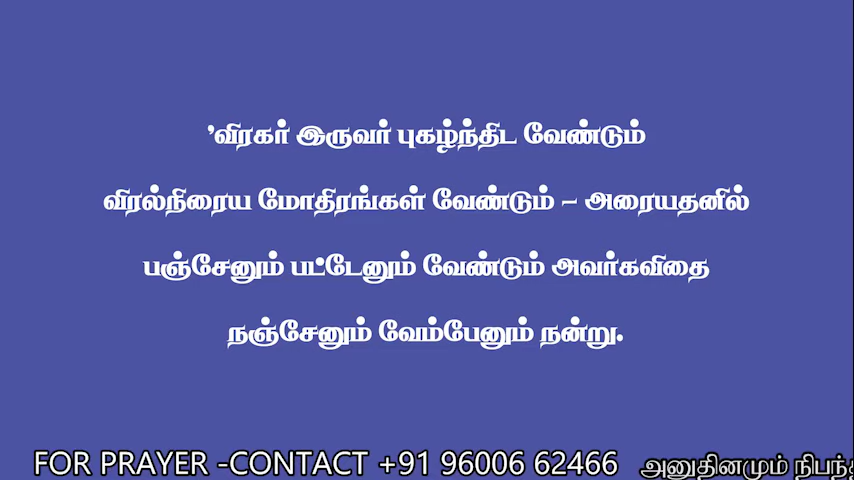 'விரகர் இருவர் புகழ்ந்திட வேண்டும்
விரல்நிரைய மோதிரங்கள் வேண்டும் – அரையதனில்
பஞ்சேனும் பட்டேனும் வேண்டும் அவர்கவிதை
நஞ்சேனும் வேம்பேனும் நன்று.
FOR PRAYER -CONTACT +91 96006 62466 அனுதினமும்